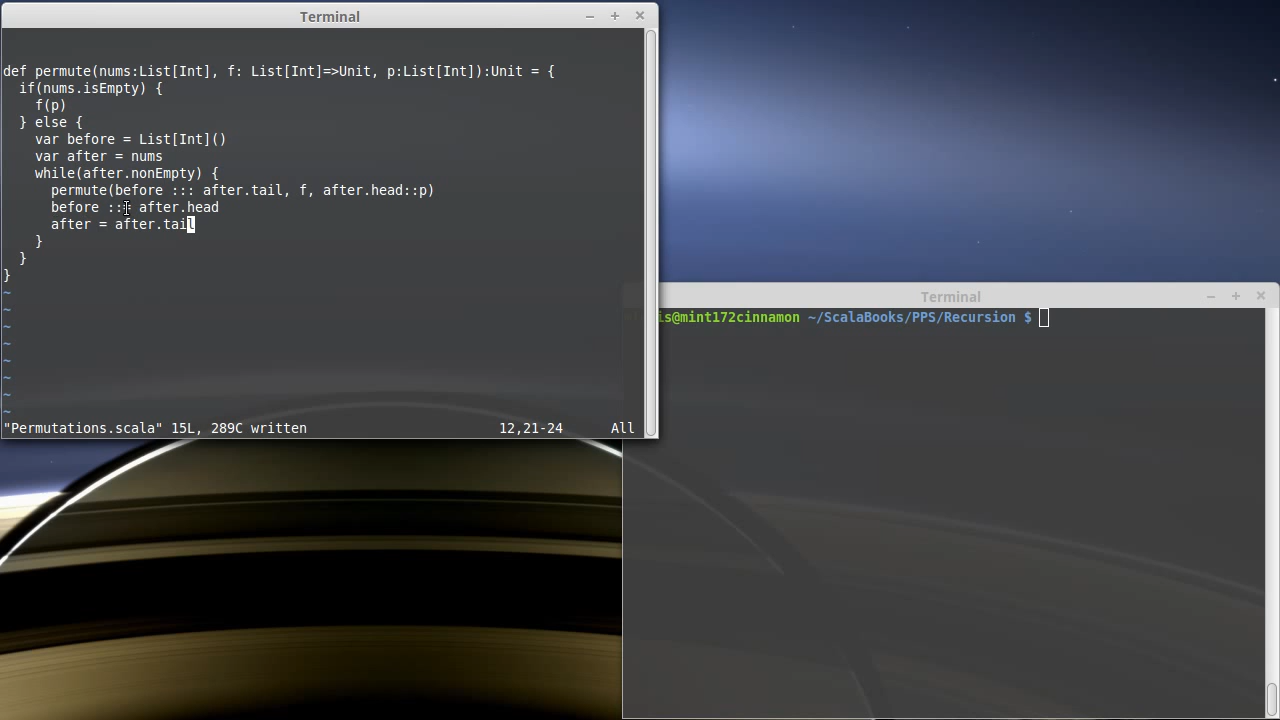 Terminal
def permute(nums:List[Int], f: List[Int]=>Unit, p:List[Int]):Unit = {
if(nums.isEmpty) {
f(p)
} else {
var before = List[Int]()
var after = nums
while(after.nonEmpty) {
permute(before ::: after.tail, f, after.head::p)
before ::= after.head
after = after.tail
}
}
}
~
~
~
~
~
~
~
~
"Permutations.scala" 15L, 289C written 12,21-24 All
Terminal
is@mint172cinnamon ~/ScalaBooks/PPS/Recursion $